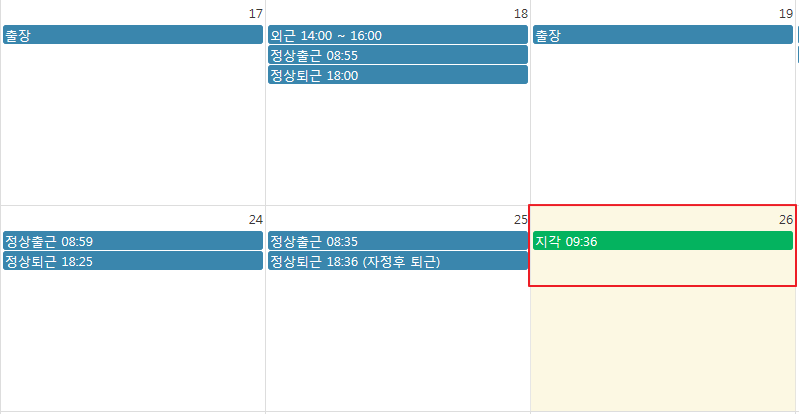 17
출장
18
외근 14:00 ~ 16:00
정상출근 08:55
정상퇴근 18:00
19
출장
24
정상출근 08:59
정상퇴근 18:25
25
정상출근 08:35
정상퇴근 18:36 (자정후 퇴근)
26
지각 09:36